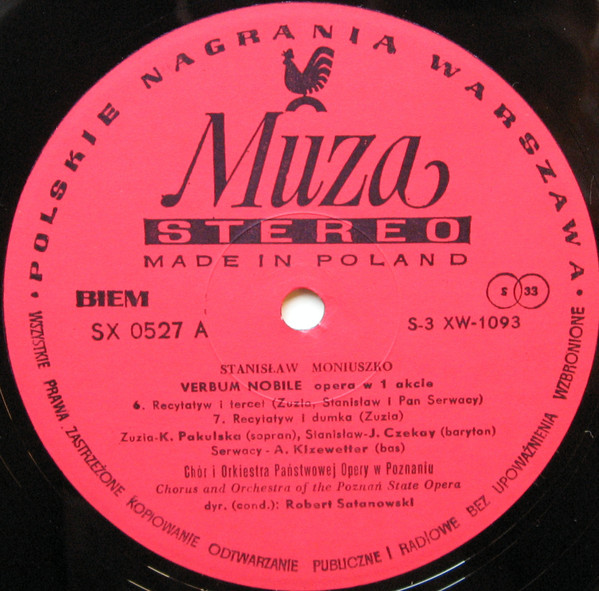 • POLSKIE NAGRANIA WARSZAWA •
Muza
STEREO
MADE IN POLAND
BIEM
S 33
SX 0527 A
S-3 XW-1093
STANISŁAW MONIUSZKO
VERBUM NOBILE opera w 1 akcie
6. Recytatyw i tercet (Zuzia, Stanisław i Pan Serwacy)
7. Recytatyw i dumka (Zuzia)
Zuzia-K. Pakulska (sopran), Stanisław-J. Czekay (baryton)
Serwacy - A. Kizewetter (bas)
Chór i Orkiestra Państwowej Opery w Poznaniu
Chorus and Orchestra of the Poznań State Opera
dyr. (cond.): Robert Satanowski
WSZYSTKIE PRAWA ZASTRZEŻONE KOPIOWANIE ODTWARZANIE PUBLICZNE I RADIOWE BEZ UPOWAŻNIENIA WZBRONIONE